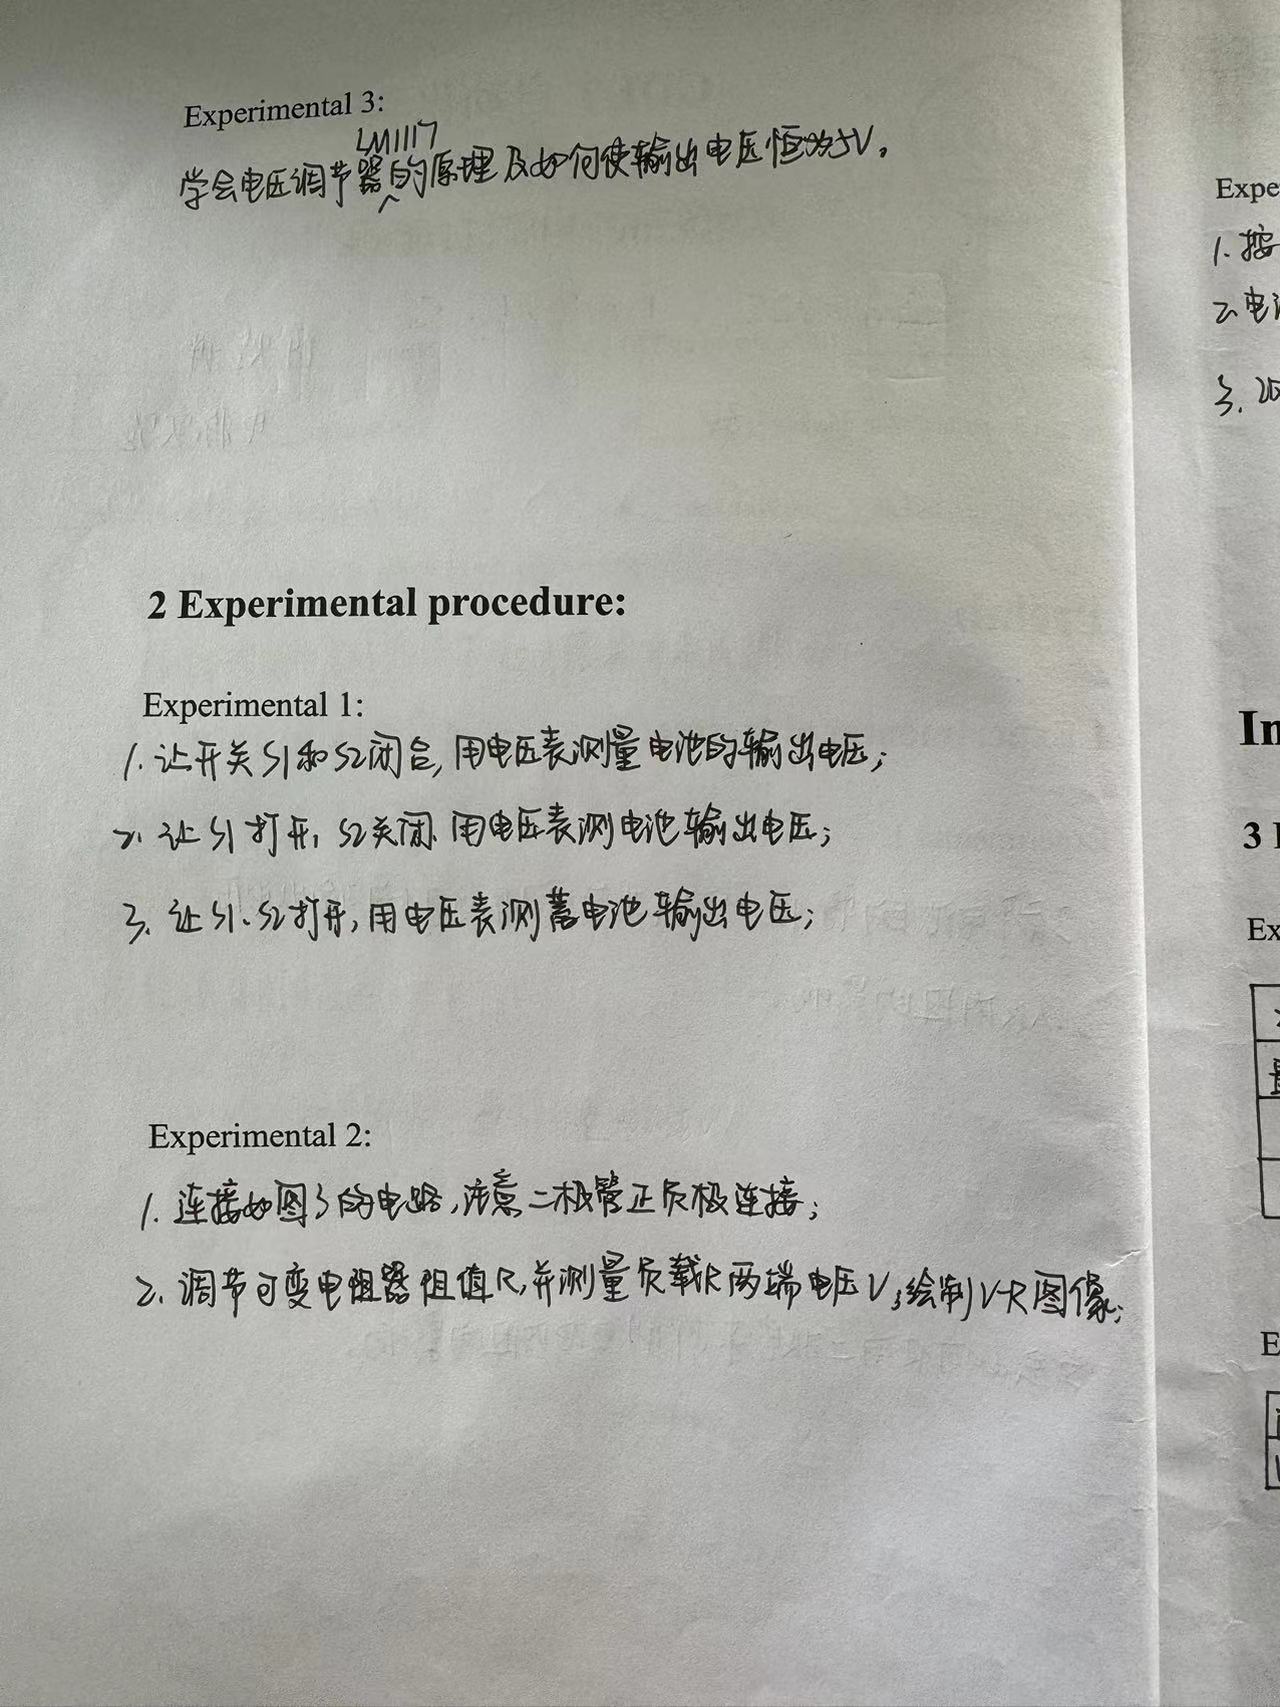 Experimental 3:
学会电压调节器LM1117的原理及如何使输出电压恒为5V。
2 Experimental procedure:
Experimental 1:
1. 让开关S1和S2闭合,用电压表测量电池的输出电压;
2. 让S1打开, S2关闭 用电压表测电池输出电压;
3. 让S1、S2打开,用电压表测蓄电池输出电压;
Experimental 2:
1. 连接如图3的电路,注意二极管正负极连接;
2. 调节可变电阻器阻值R,并测量负载R两端电压V,绘制V-R图像;
Expe
1. 按
2. 电
3.
In
3
Ex
E